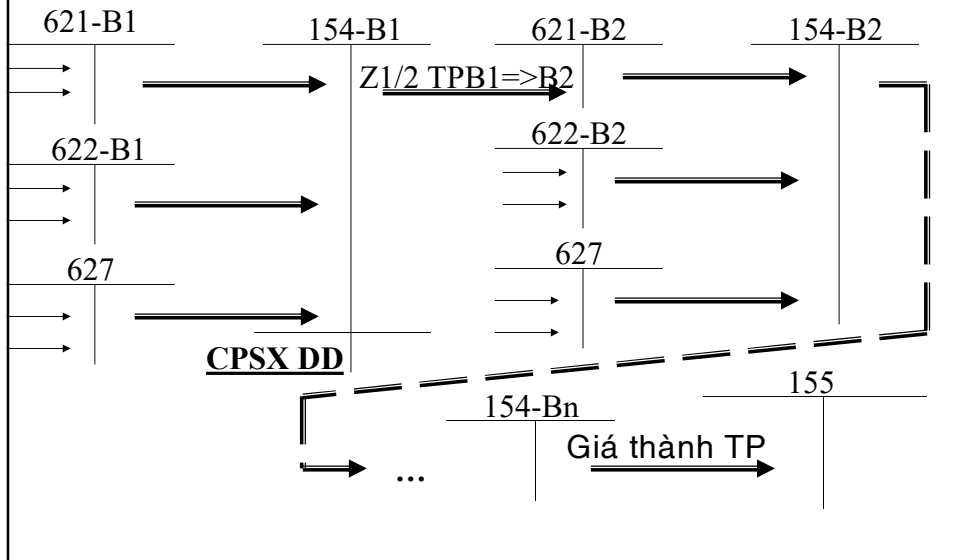 621-B1
154-B1
621-B2
154-B2
Z1/2 TPB1=>B2
622-B1
622-B2
627
627
CPSX DD
155
154-Bn
Giá thành TP
...